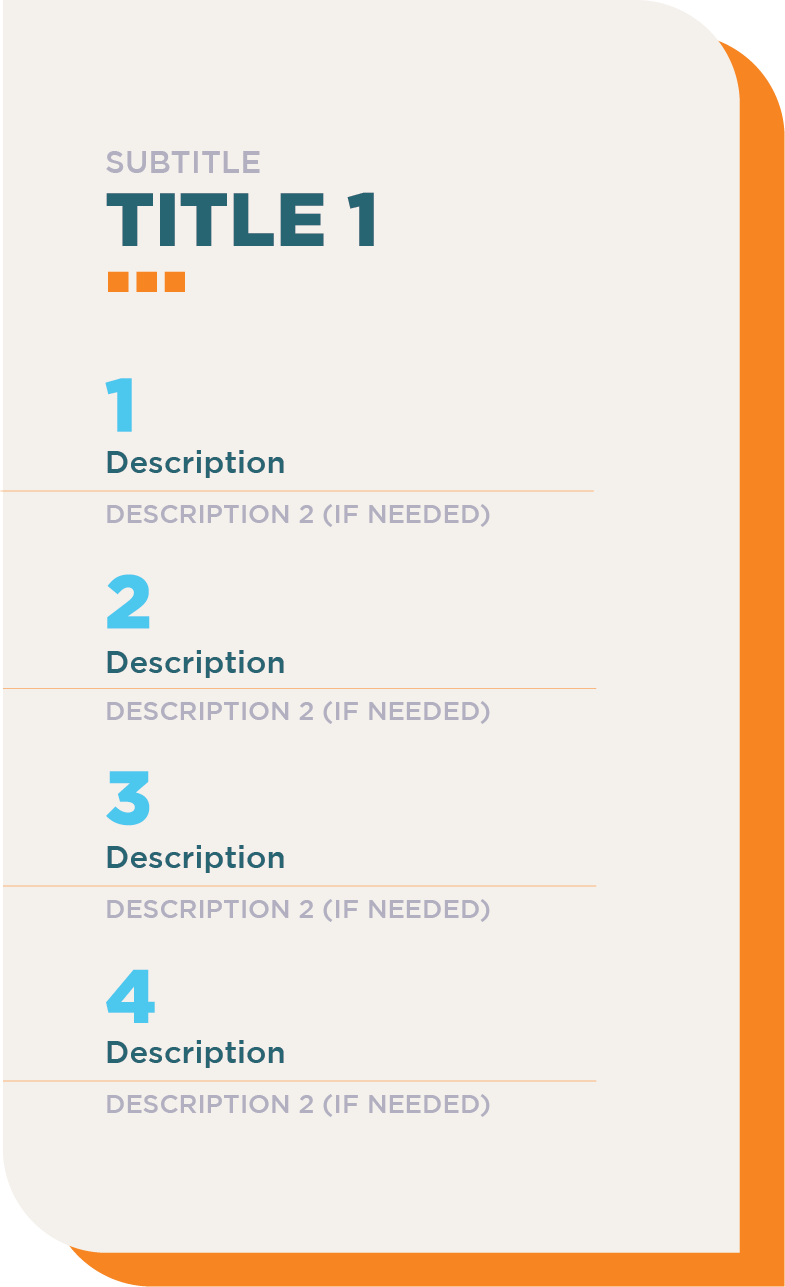 SUBTITLE
TITLE 1
1
Description
DESCRIPTION 2 (IF NEEDED)
2
Description
DESCRIPTION 2 (IF NEEDED)
3
Description
DESCRIPTION 2 (IF NEEDED)
4
Description
DESCRIPTION 2 (IF NEEDED)